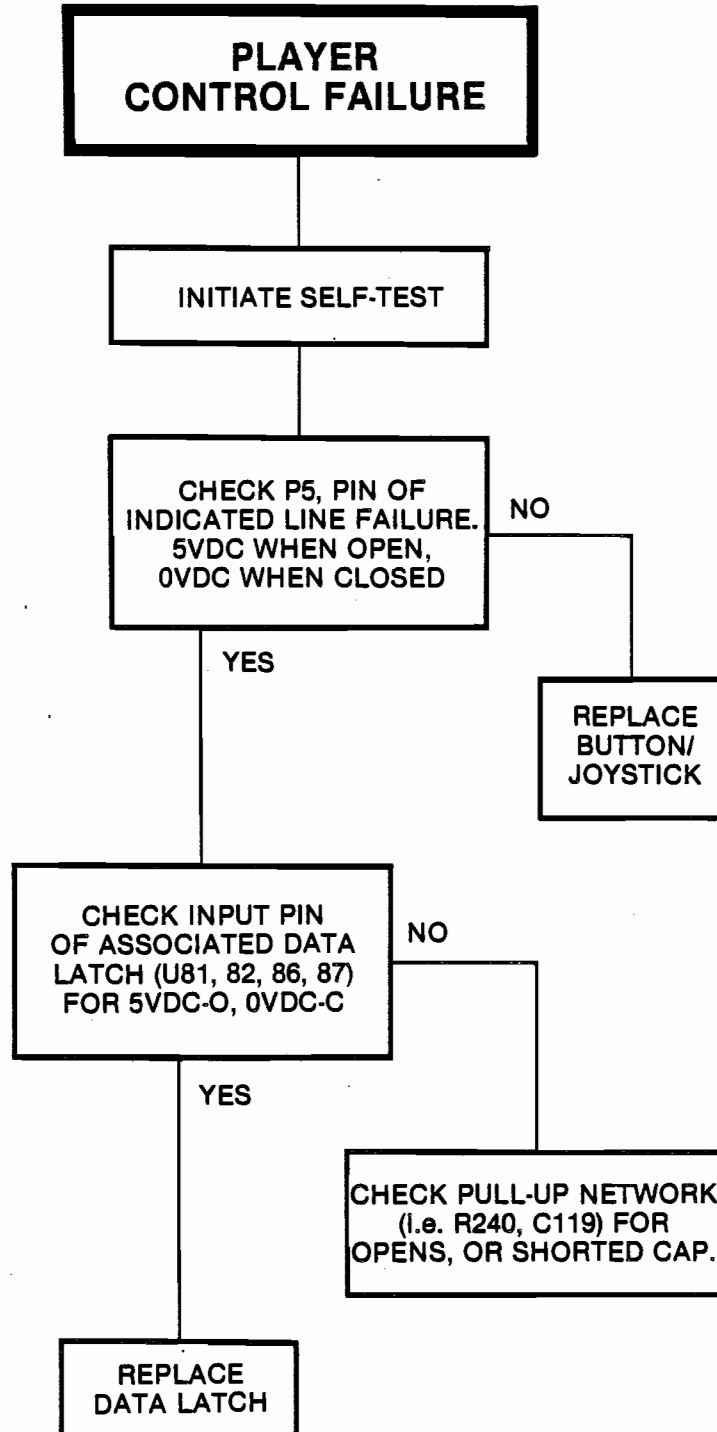 PLAYER
CONTROL FAILURE
INITIATE SELF-TEST
CHECK P5, PIN OF
INDICATED LINE FAILURE.
5VDC WHEN OPEN,
0VDC WHEN CLOSED
NO
YES
REPLACE
BUTTON/
JOYSTICK
CHECK INPUT PIN
OF ASSOCIATED DATA
LATCH (U81, 82, 86, 87)
FOR 5VDC-O, 0VDC-C
NO
YES
CHECK PULL-UP NETWORK
(i.e. R240, C119) FOR
OPENS, OR SHORTED CAP.
REPLACE
DATA LATCH